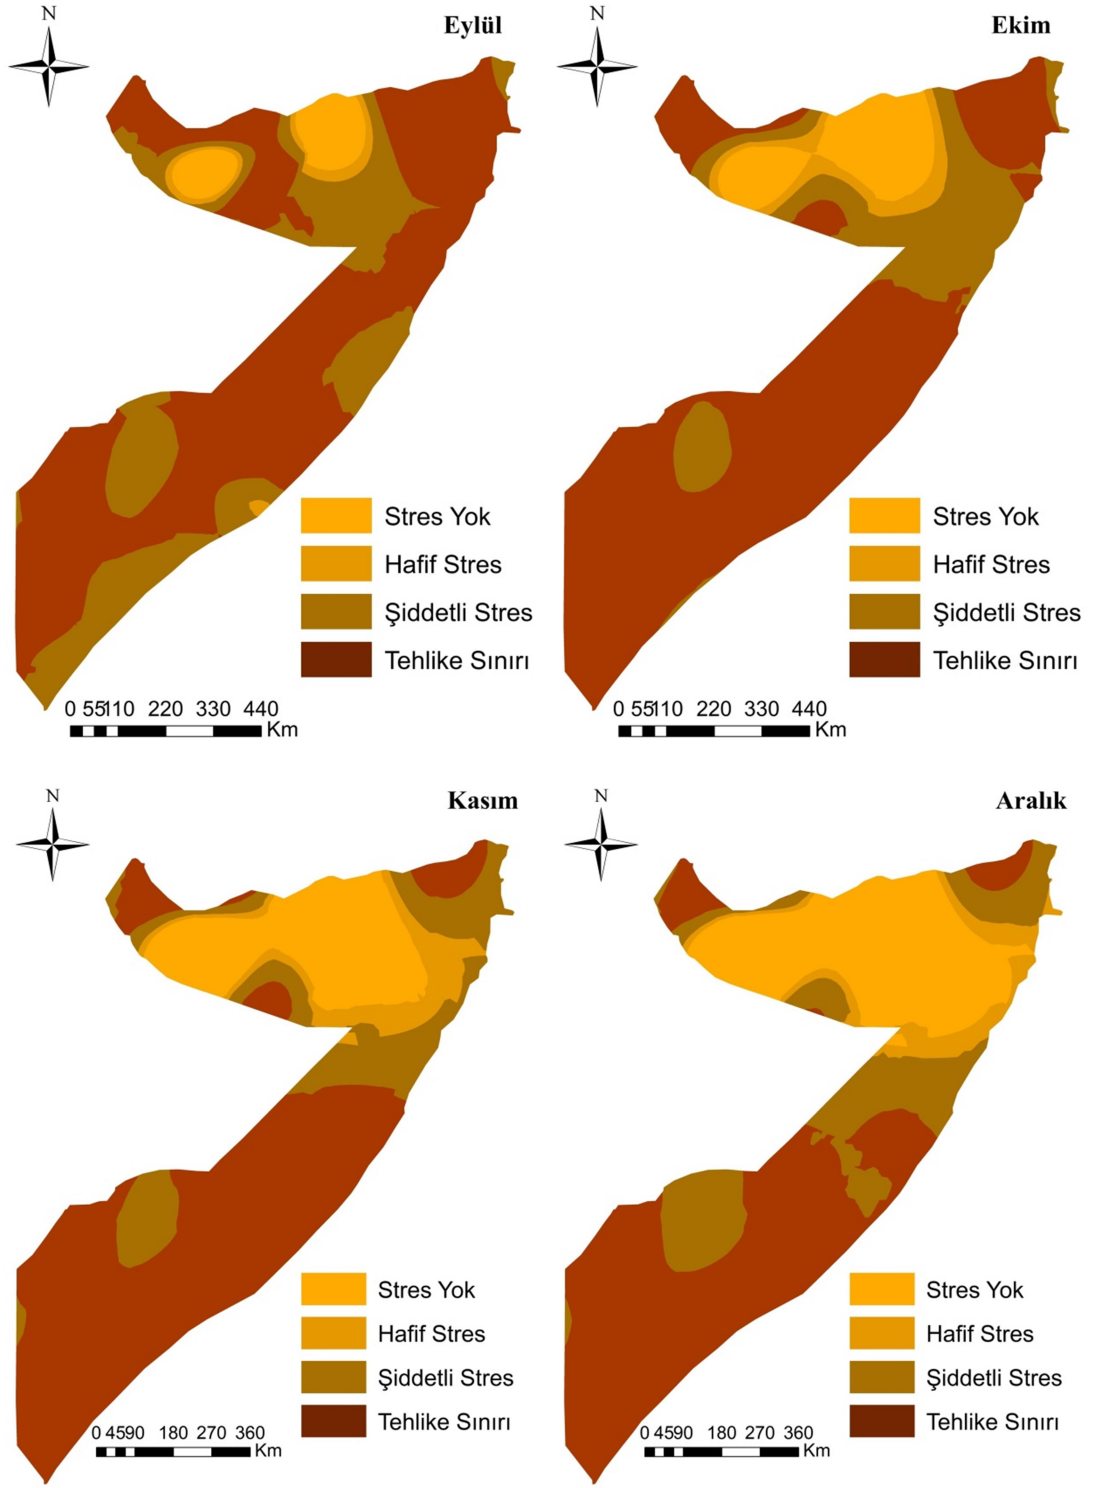 N
Eylül
Stres Yok
Hafif Stres
Şiddetli Stres
Tehlike Sınırı
0 55110 220 330 440
Km
N
Ekim
Stres Yok
Hafif Stres
Şiddetli Stres
Tehlike Sınırı
0 55110 220 330 440
Km
N
Kasım
Stres Yok
Hafif Stres
Şiddetli Stres
Tehlike Sınırı
0 4590 180 270 360
Km
N
Aralık
Stres Yok
Hafif Stres
Şiddetli Stres
Tehlike Sınırı
0 4590 180 270 360
Km